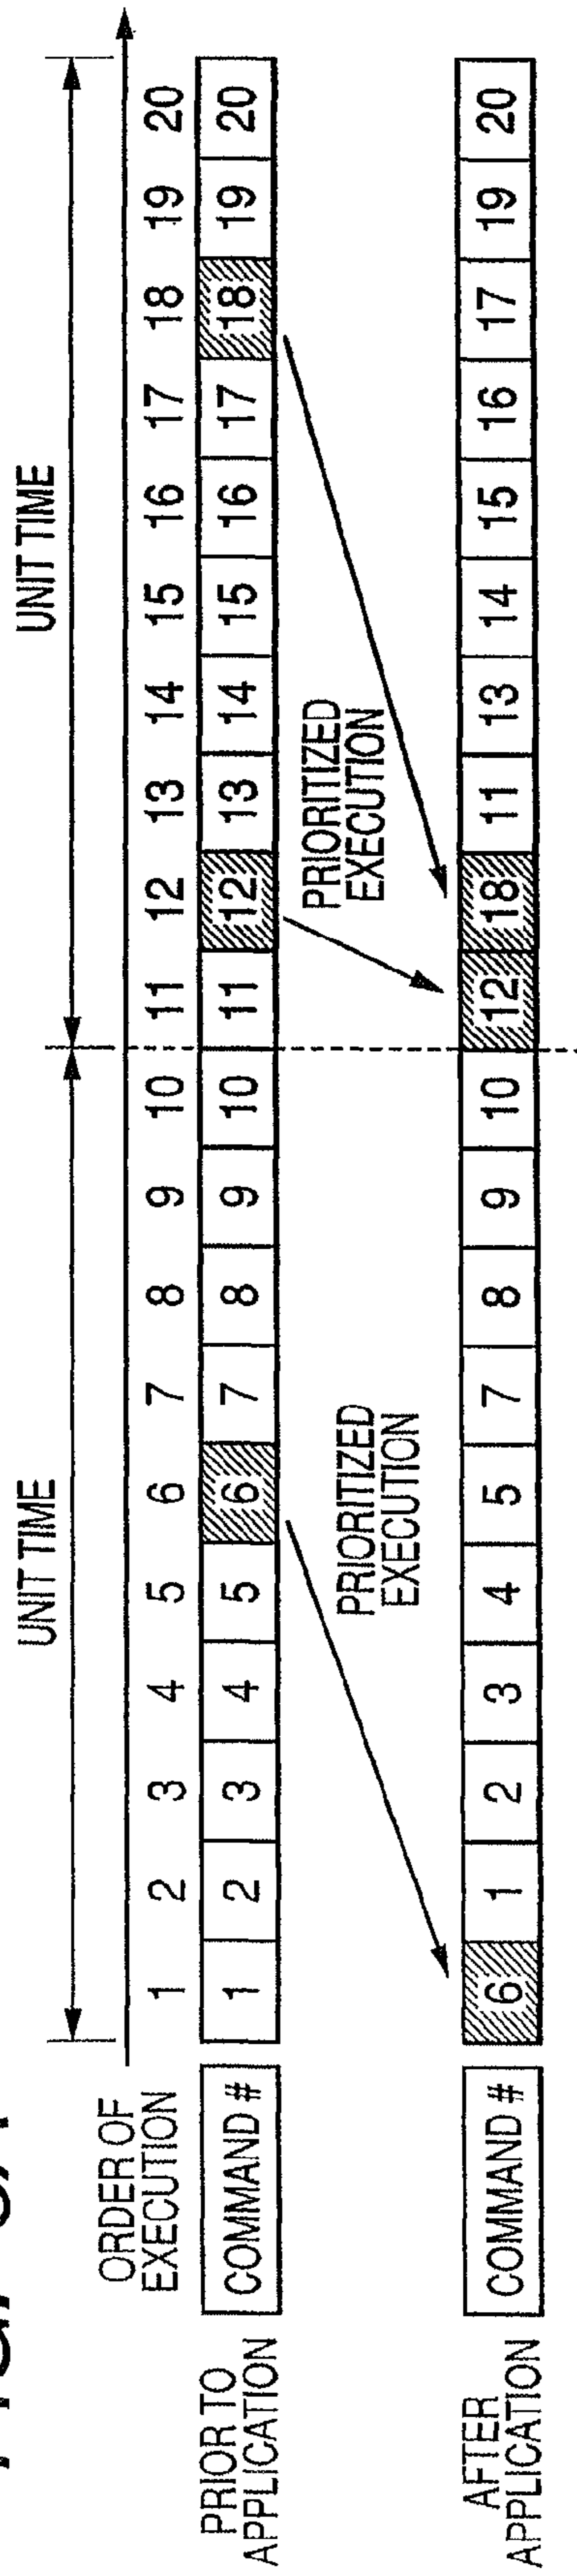 UNIT TIME UNIT TIME
ORDER OF
EXECUTION
1 2 3 4 5 6 7 8 9 10 11 12 13 14 15 16 17 18 19 20
PRIOR TO
APPLICATION
COMMAND # 1 2 3 4 5 6 7 8 9 10 11 12 13 14 15 16 17 18 19 20
PRIORITIZED
EXECUTION
PRIORITIZED
EXECUTION
AFTER
APPLICATION
COMMAND # 6 1 2 3 4 5 7 8 9 10 12 18 11 13 14 15 16 17 19 20